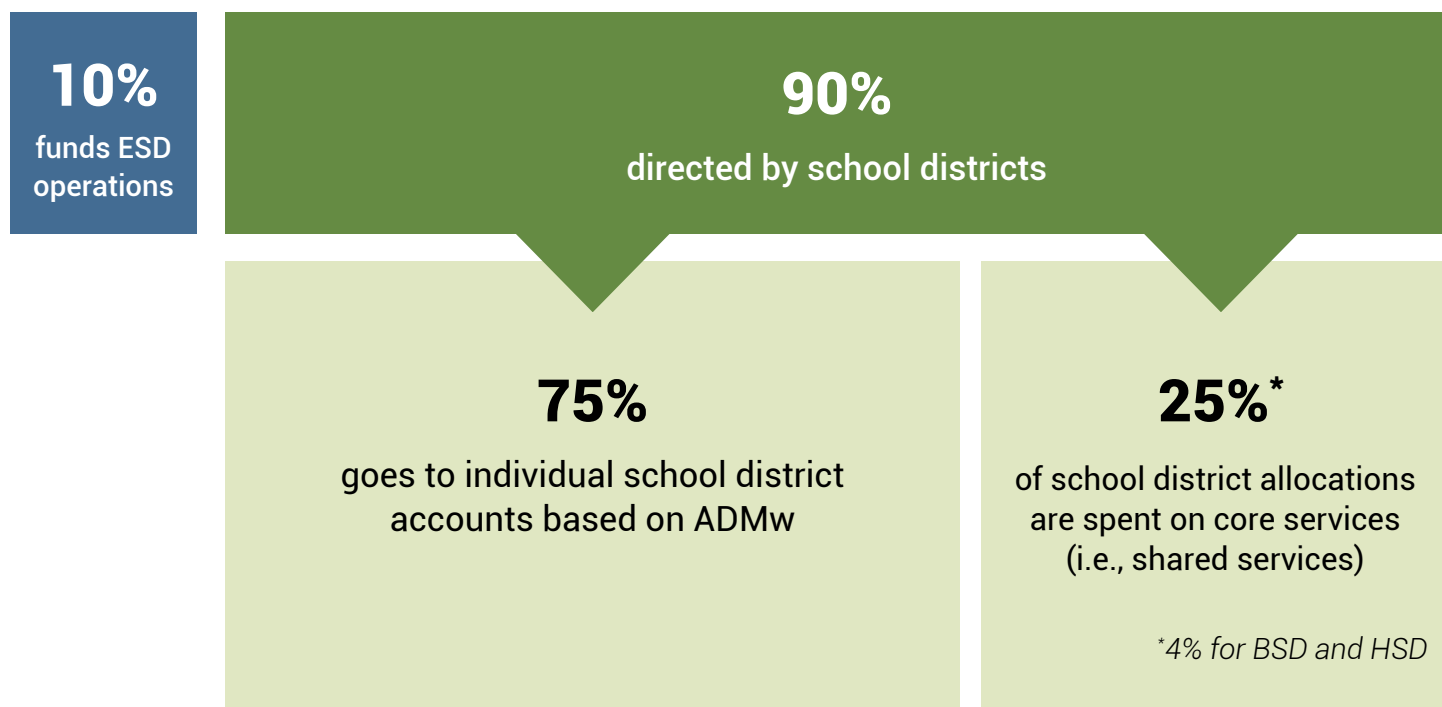 10%
funds ESD
operations
90%
directed by school districts
75%
goes to individual school district
accounts based on ADMw
25%*
of school district allocations
are spent on core services
(i.e., shared services)
*4% for BSD and HSD